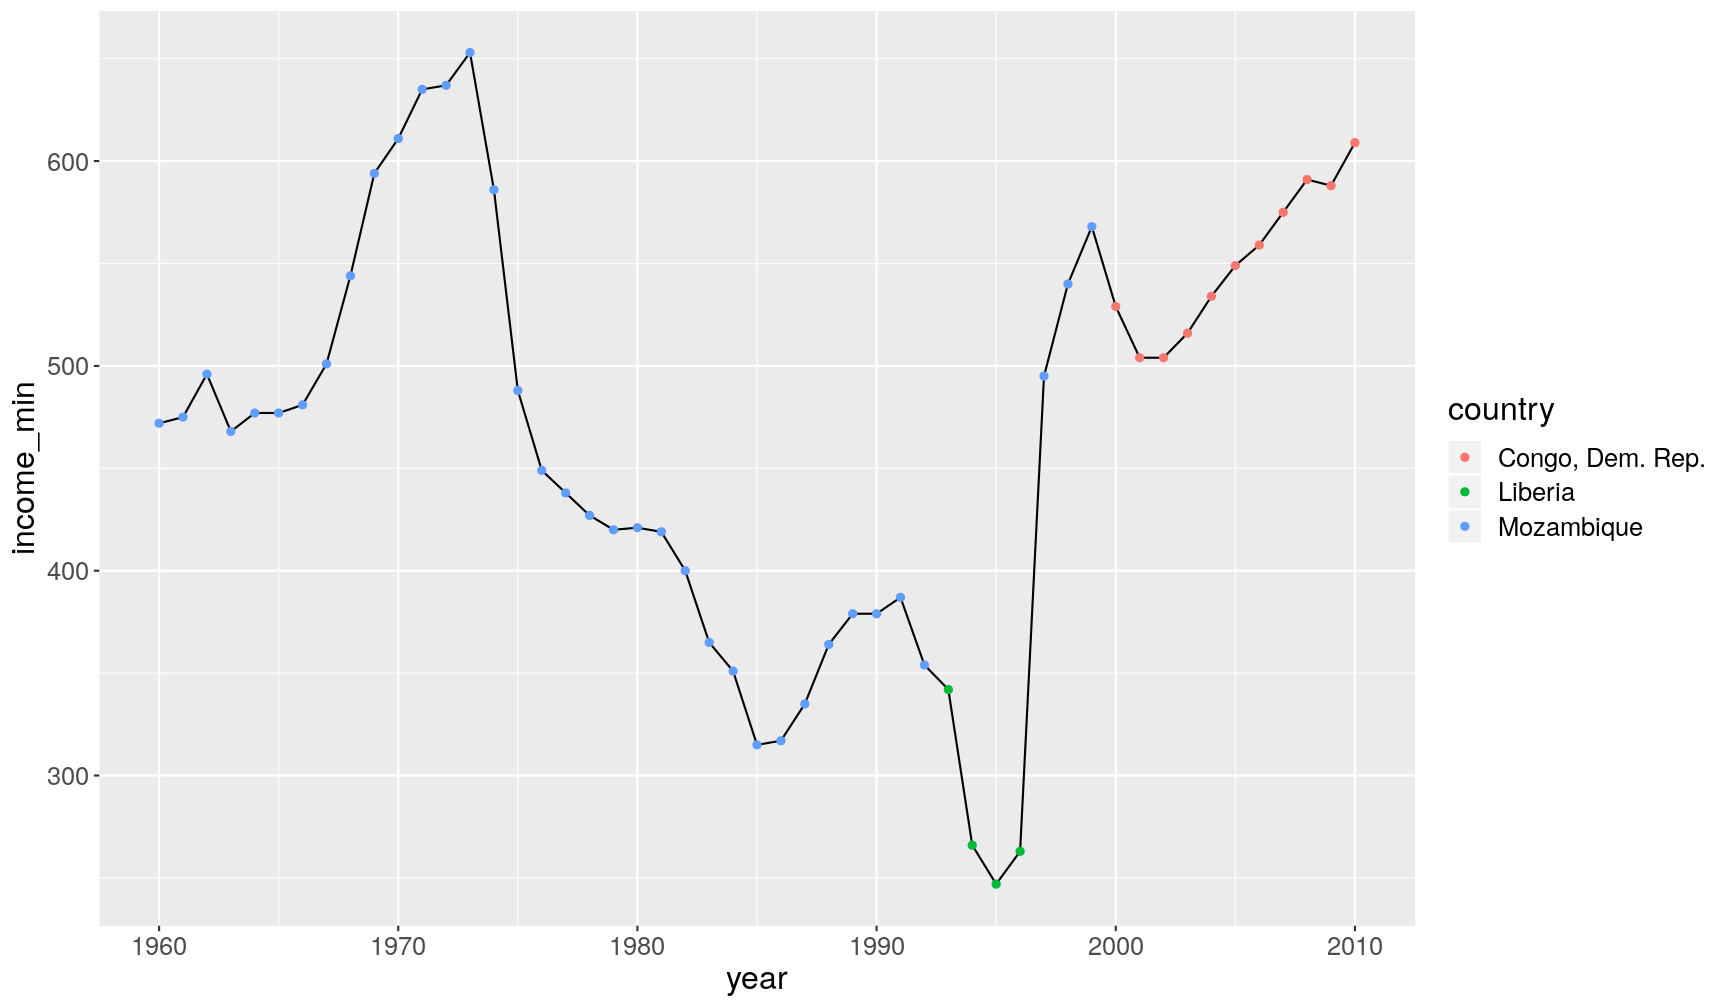 600
500
400
300
income_min
1960 1970 1980 1990 2000 2010
year
country
Congo, Dem. Rep.
Liberia
Mozambique